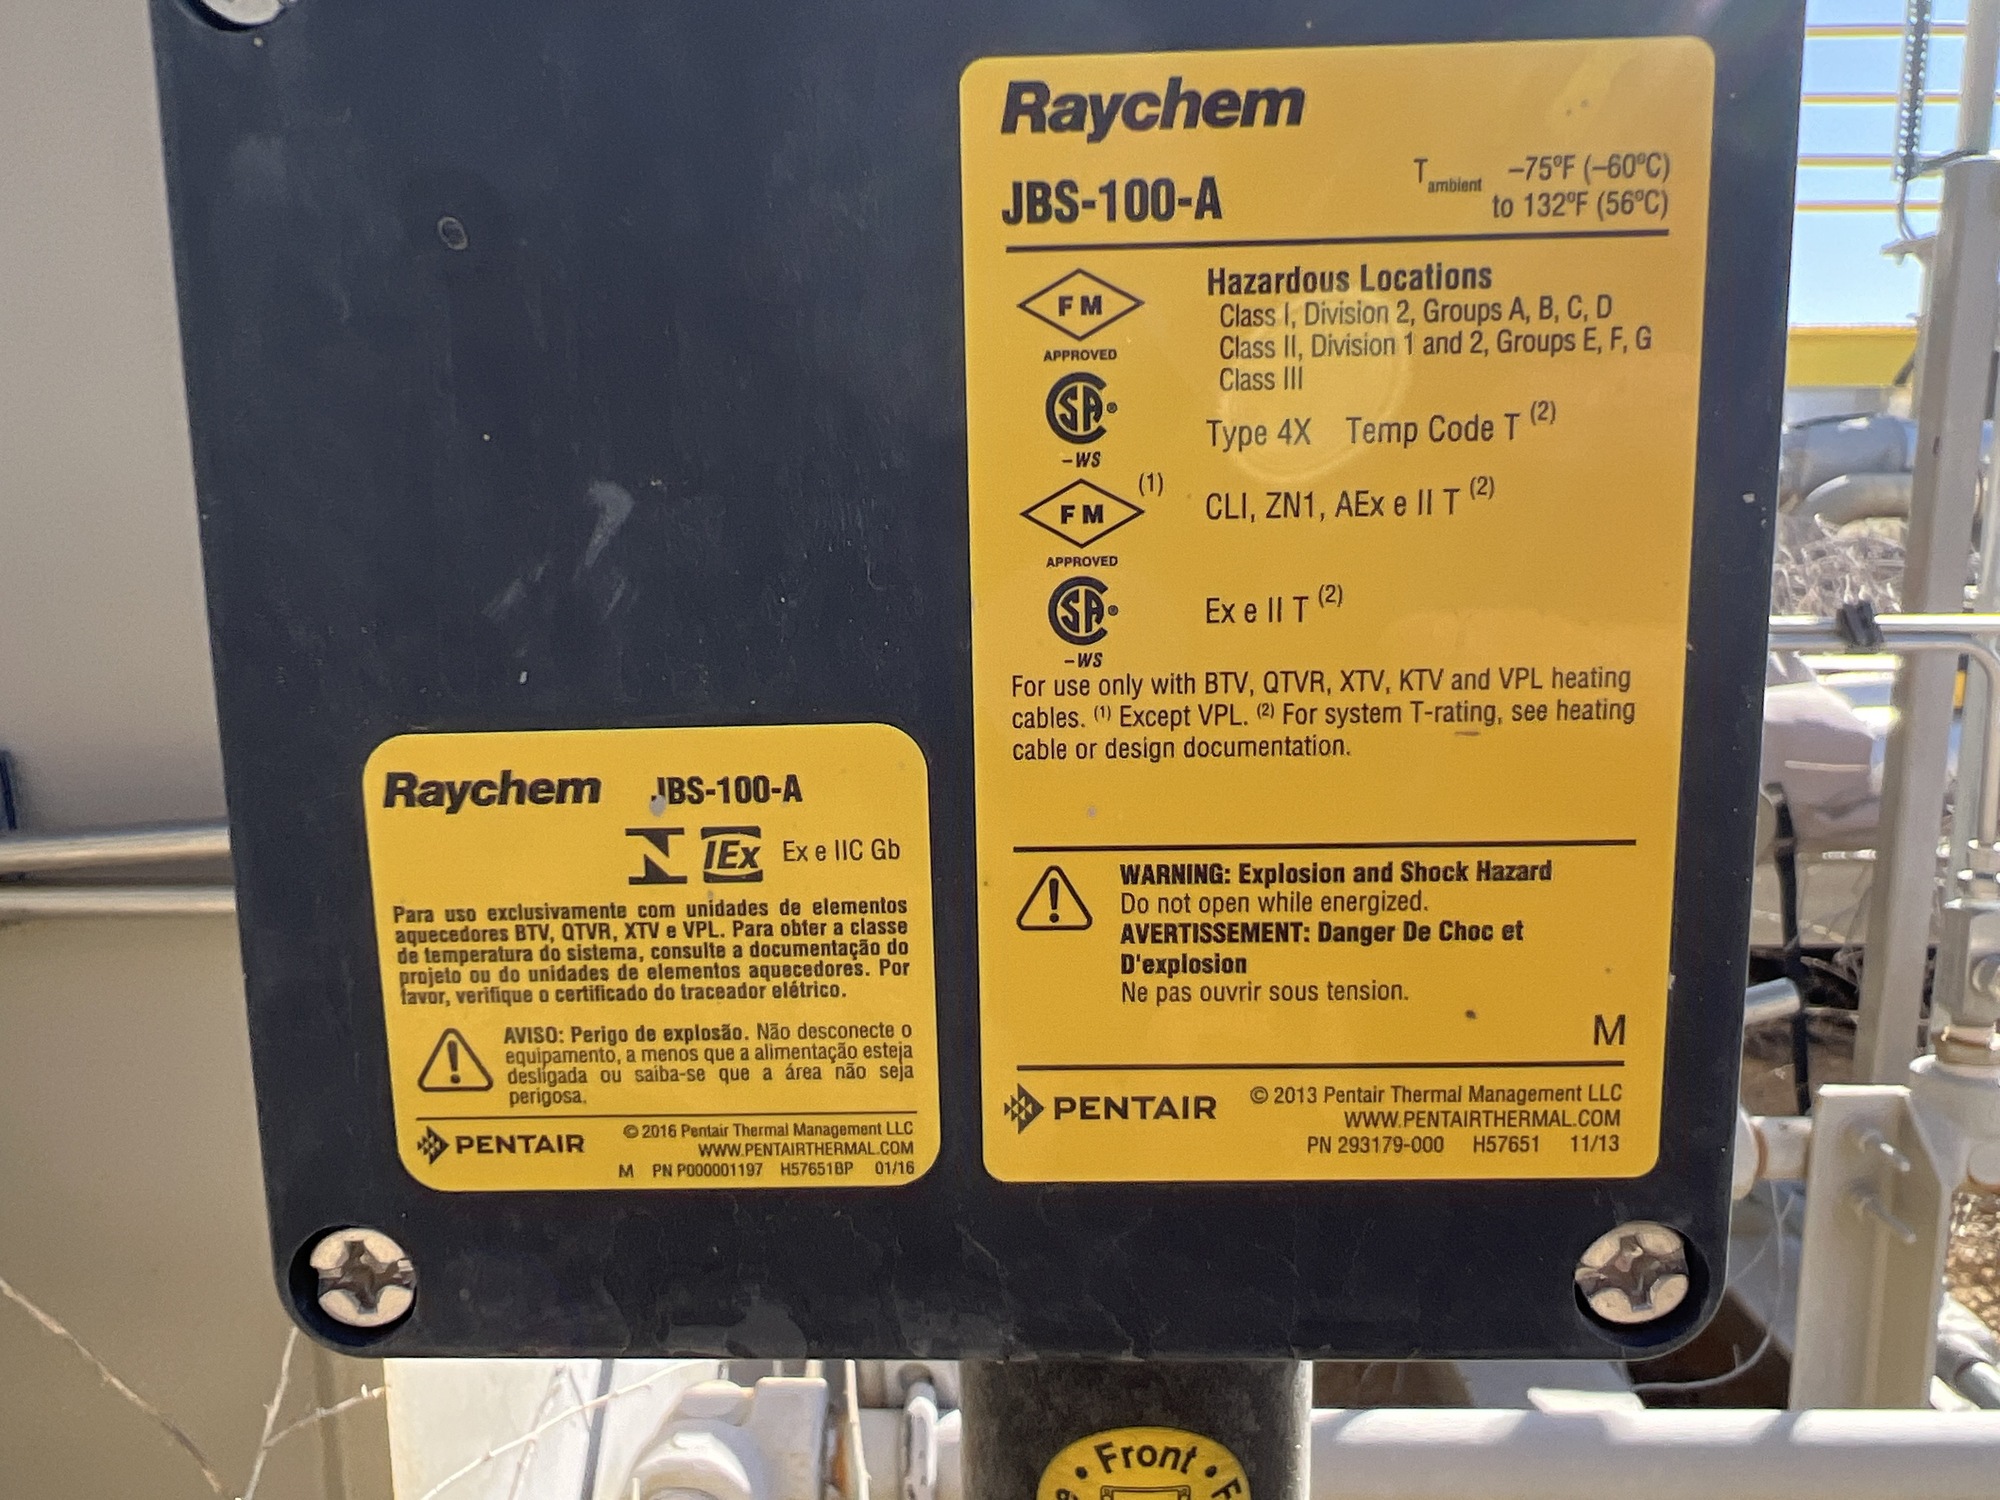 Raychem
JBS-100-A
T ambient –75ºF (–60ºC)
to 132ºF (56ºC)
Hazardous Locations
Class I, Division 2, Groups A, B, C, D
Class II, Division 1 and 2, Groups E, F, G
Class III
FM
APPROVED
SA®
–WS
Type 4X Temp Code T (2)
FM (1)
APPROVED
CLI, ZN1, AEx e II T (2)
SA®
–WS
Ex e II T (2)
For use only with BTV, QTVR, XTV, KTV and VPL heating
cables. (1) Except VPL. (2) For system T-rating, see heating
cable or design documentation.
WARNING: Explosion and Shock Hazard
Do not open while energized.
AVERTISSEMENT: Danger De Choc et
D'explosion
Ne pas ouvrir sous tension.
M
PENTAIR
© 2013 Pentair Thermal Management LLC
WWW.PENTAIRTHERMAL.COM
PN 293179-000 H57651 11/13
Raychem JBS-100-A
IEx Ex e IIC Gb
Para uso exclusivamente com unidades de elementos
aquecedores BTV, QTVR, XTV e VPL. Para obter a classe
de temperatura do sistema, consulte a documentação do
projeto ou do unidades de elementos aquecedores. Por
favor, verifique o certificado do traceador elétrico.
AVISO: Perigo de explosão. Não desconecte o
equipamento, a menos que a alimentação esteja
desligada ou saiba-se que a área não seja
perigosa.
PENTAIR
© 2016 Pentair Thermal Management LLC
WWW.PENTAIRTHERMAL.COM
M PN P000001197 H57651BP 01/16
• Front •